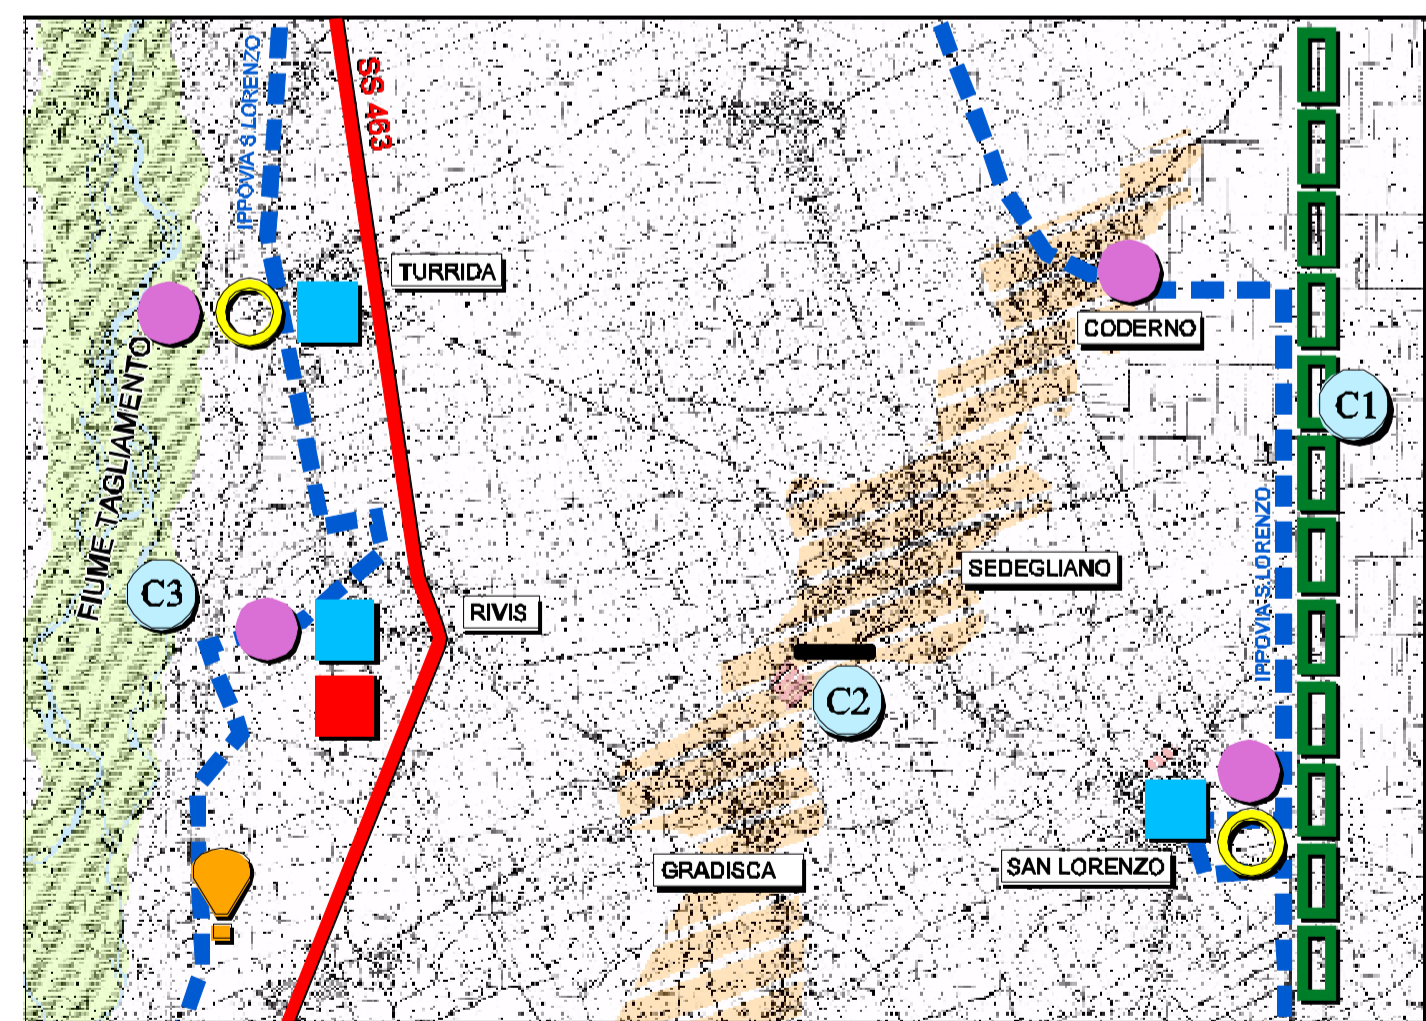 IPPOVIA S.LORENZO
SS 463
TURRIDA
CODERNO
FIUME TAGLIAMENTO
C1
C3
RIVIS
SEDEGLIANO
IPPOVIA S.LORENZO
C2
GRADISCA
SAN LORENZO